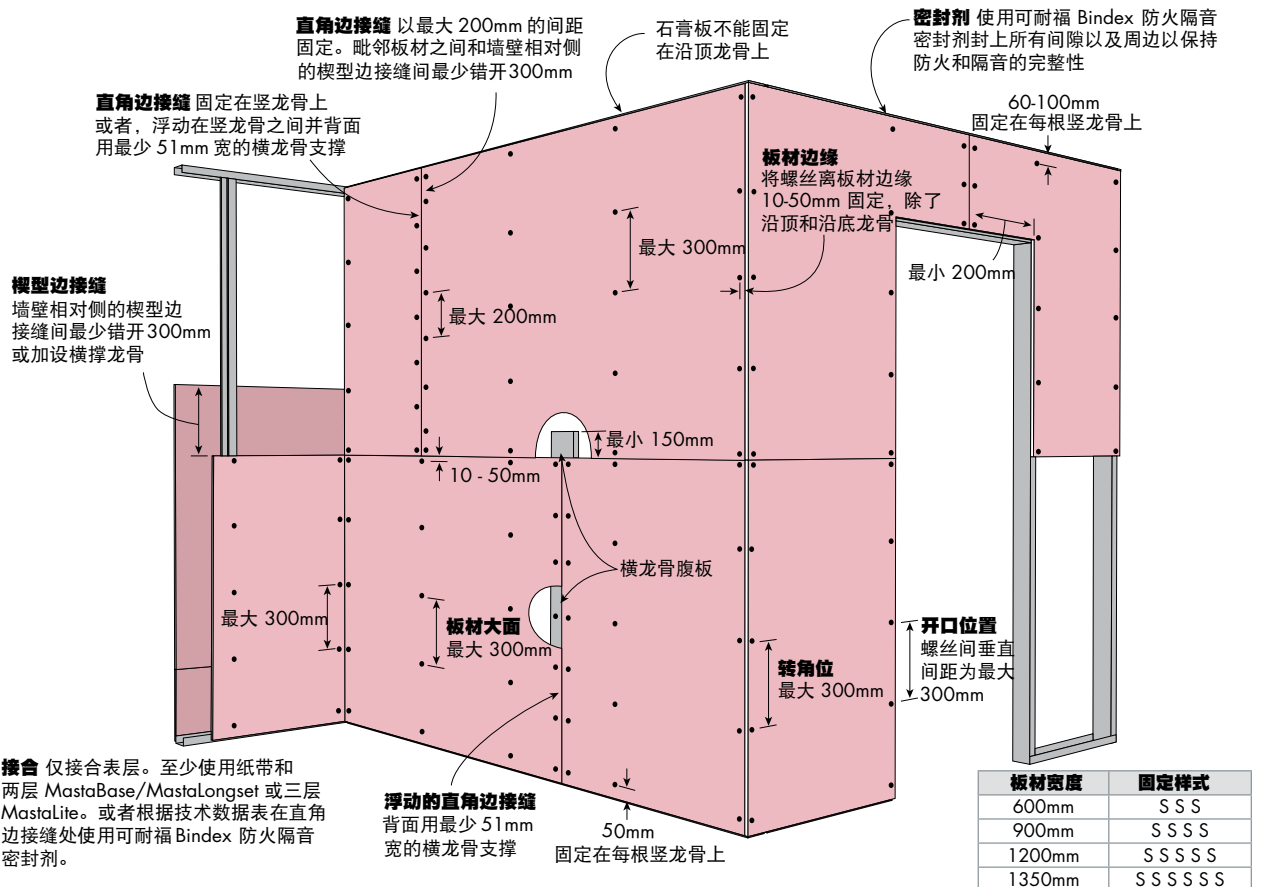 直角边接缝 以最大 200mm 的间距
固定。毗邻板材之间和墙壁相对侧
的楔型边接缝间最少错开300mm
石膏板不能固定
在沿顶龙骨上
密封剂 使用可耐福 Bindex 防火隔音
密封剂封上所有间隙以及周边以保持
防火和隔音的完整性
直角边接缝 固定在竖龙骨上
或者，浮动在竖龙骨之间并背面
用最少 51mm 宽的横龙骨支撑
60-100mm
固定在每根竖龙骨上
板材边缘
将螺丝离板材边缘
10-50mm 固定，除了
沿顶和沿底龙骨
最大 300mm
最小 200mm
楔型边接缝
墙壁相对侧的楔型边
接缝间最少错开300mm
或加设横撑龙骨
最大 200mm
最小 150mm
10 - 50mm
横龙骨腹板
最大 300mm
板材大面
最大 300mm
开口位置
螺丝间垂直
间距为最大
300mm
转角位
最大 300mm
接合 仅接合表层。至少使用纸带和
两层 MastaBase/MastaLongset 或三层
MastaLite。或者根据技术数据表在直角
边接缝处使用可耐福 Bindex 防火隔音
密封剂。
浮动的直角边接缝
背面用最少 51mm
宽的横龙骨支撑
50mm
固定在每根竖龙骨上
板材宽度 固定样式
600mm S S S
900mm S S S S
1200mm S S S S S
1350mm S S S S S S